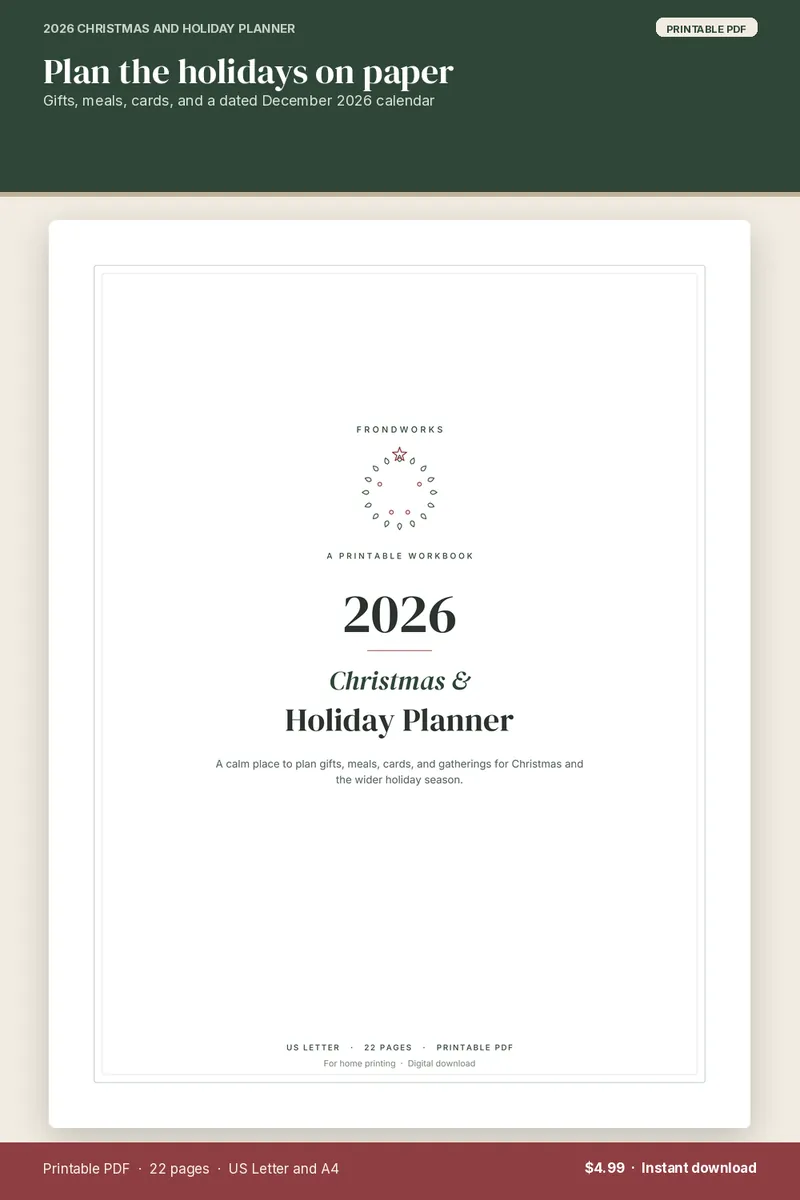 2026 CHRISTMAS AND HOLIDAY PLANNER
PRINTABLE PDF
Plan the holidays on paper
Gifts, meals, cards, and a dated December 2026 calendar
FRONDWORKS
A PRINTABLE WORKBOOK
2026
Christmas &
Holiday Planner
A calm place to plan gifts, meals, cards, and gatherings for Christmas and
the wider holiday season.
US LETTER · 22 PAGES · PRINTABLE PDF
For home printing · Digital download
Printable PDF · 22 pages · US Letter and A4
$4.99 · Instant download